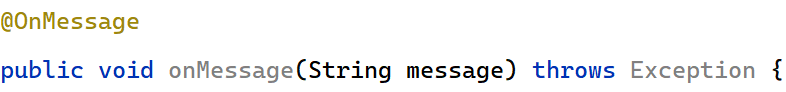 @OnMessage
public void onMessage(String message) throws Exception {